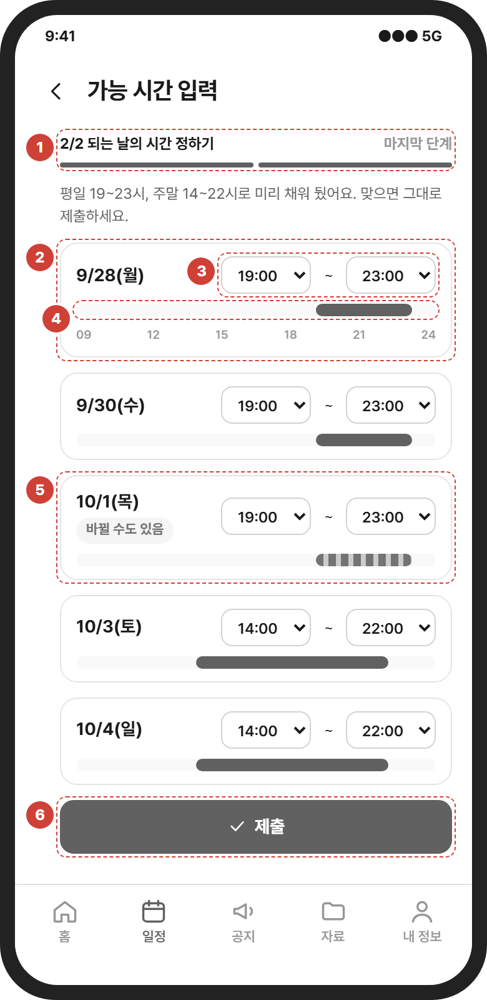 9:41
5G
가능 시간 입력
1
2/2 되는 날의 시간 정하기
마지막 단계
평일 19~23시, 주말 14~22시로 미리 채워 뒀어요. 맞으면 그대로
제출하세요.
2
9/28(월)
3
19:00 ~ 23:00
4
09 12 15 18 21 24
9/30(수)
19:00 ~ 23:00
5
10/1(목)
바뀔 수도 있음
19:00 ~ 23:00
10/3(토)
14:00 ~ 22:00
10/4(일)
14:00 ~ 22:00
6
제출
홈 일정 공지 자료 내 정보